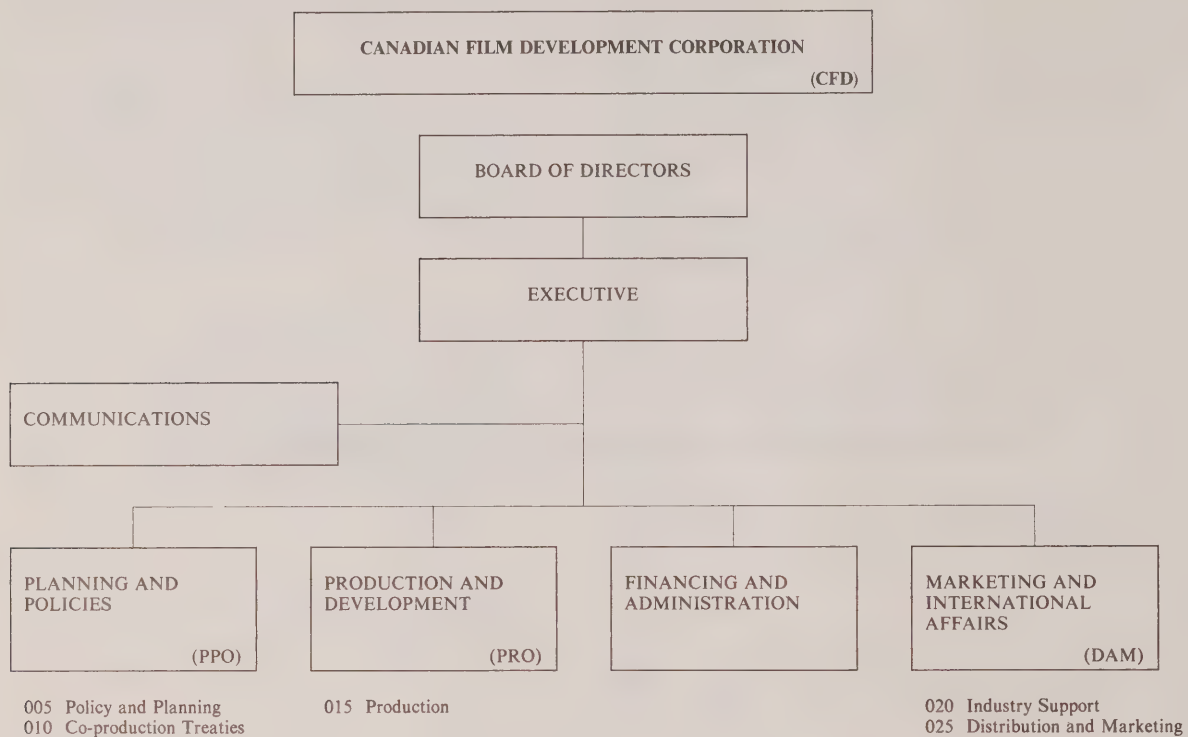 CANADIAN FILM DEVELOPMENT CORPORATION
(CFD)
BOARD OF DIRECTORS
EXECUTIVE
COMMUNICATIONS
PLANNING AND
POLICIES
(PPO)
005 Policy and Planning
010 Co-production Treaties
PRODUCTION AND
DEVELOPMENT
(PRO)
015 Production
FINANCING AND
ADMINISTRATION
MARKETING AND
INTERNATIONAL
AFFAIRS
(DAM)
020 Industry Support
025 Distribution and Marketing